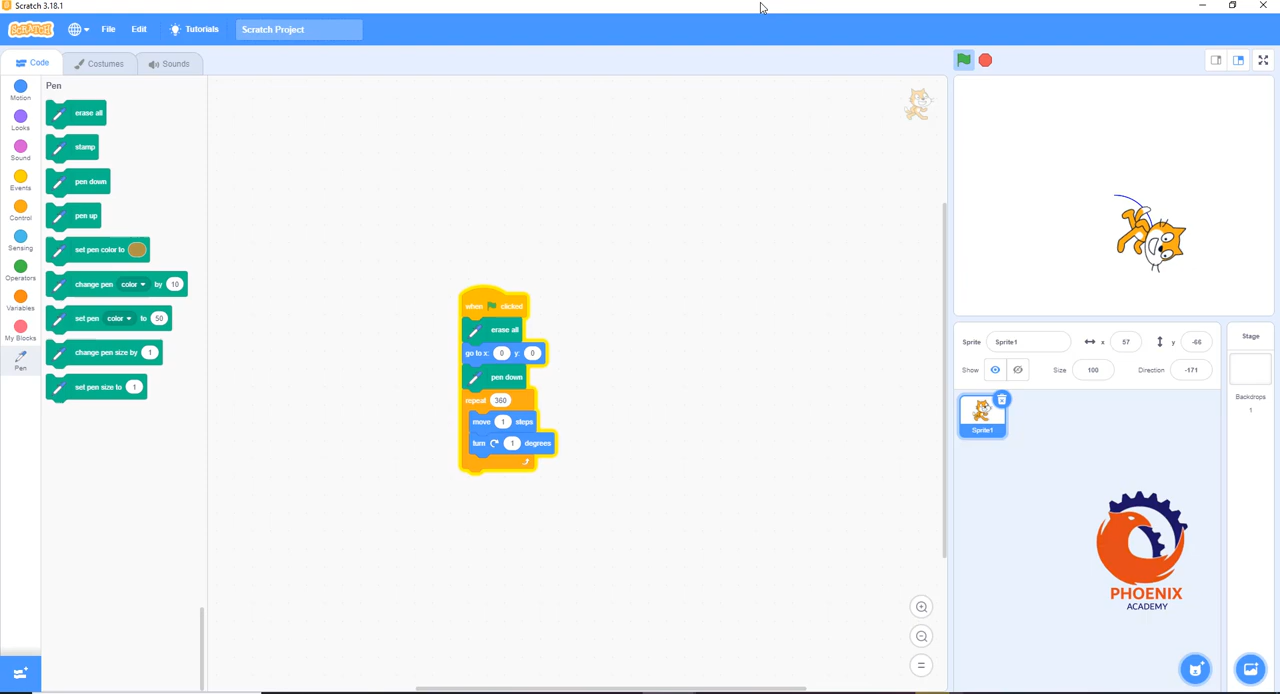 Scratch 3.18.1
SCRATCH
File
Edit
Tutorials
Scratch Project
Code
Costumes
Sounds
Motion
Looks
Sound
Events
Control
Sensing
Operators
Variables
My Blocks
Pen
Pen
erase all
stamp
pen down
pen up
set pen color to
change pen color by 10
set pen color to 50
change pen size by 1
set pen size to 1
when clicked
erase all
go to x: 0 y: 0
pen down
repeat 360
move 1 steps
turn 1 degrees
Sprite Sprite1 x 57 y -66
Show Size 100 Direction -171
Sprite1
Stage
Backdrops
1
PHOENIX
ACADEMY